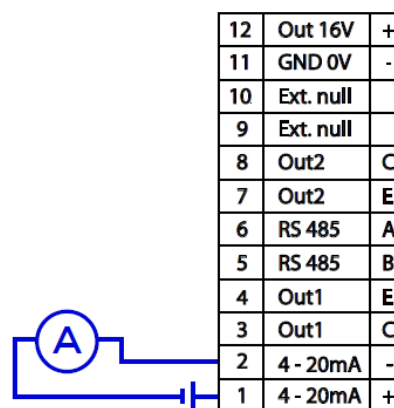 12 Out 16V +
11 GND 0V -
10 Ext. null
9 Ext. null
8 Out2 C
7 Out2 E
6 RS 485 A
5 RS 485 B
4 Out1 E
3 Out1 C
A
2 4 - 20mA -
1 4 - 20mA +